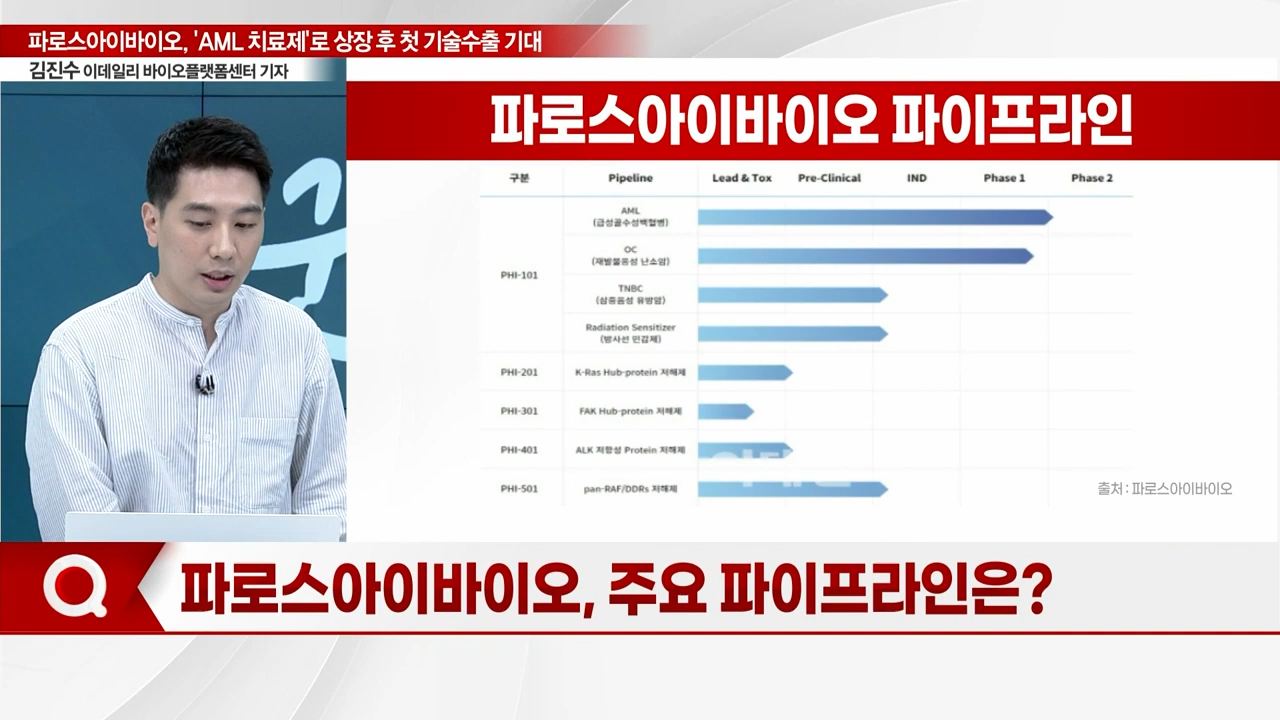 파로스아이바이오, 'AML 치료제'로 상장 후 첫 기술수출 기대
김진수 이데일리 바이오플랫폼센터 기자
파로스아이바이오 파이프라인
구분 Pipeline Lead & Tox Pre-Clinical IND Phase 1 Phase 2
PHI-101
AML
(급성골수성백혈병)
OC
(재발불응성 난소암)
TNBC
(삼중음성 유방암)
Radiation Sensitizer
(방사선 민감제)
PHI-201 K-Ras Hub-protein 저해제
PHI-301 FAK Hub-protein 저해제
PHI-401 ALK 저항성 Protein 저해제
PHI-501 pan-RAF/DDRs 저해제
출처 : 파로스아이바이오
파로스아이바이오, 주요 파이프라인은?